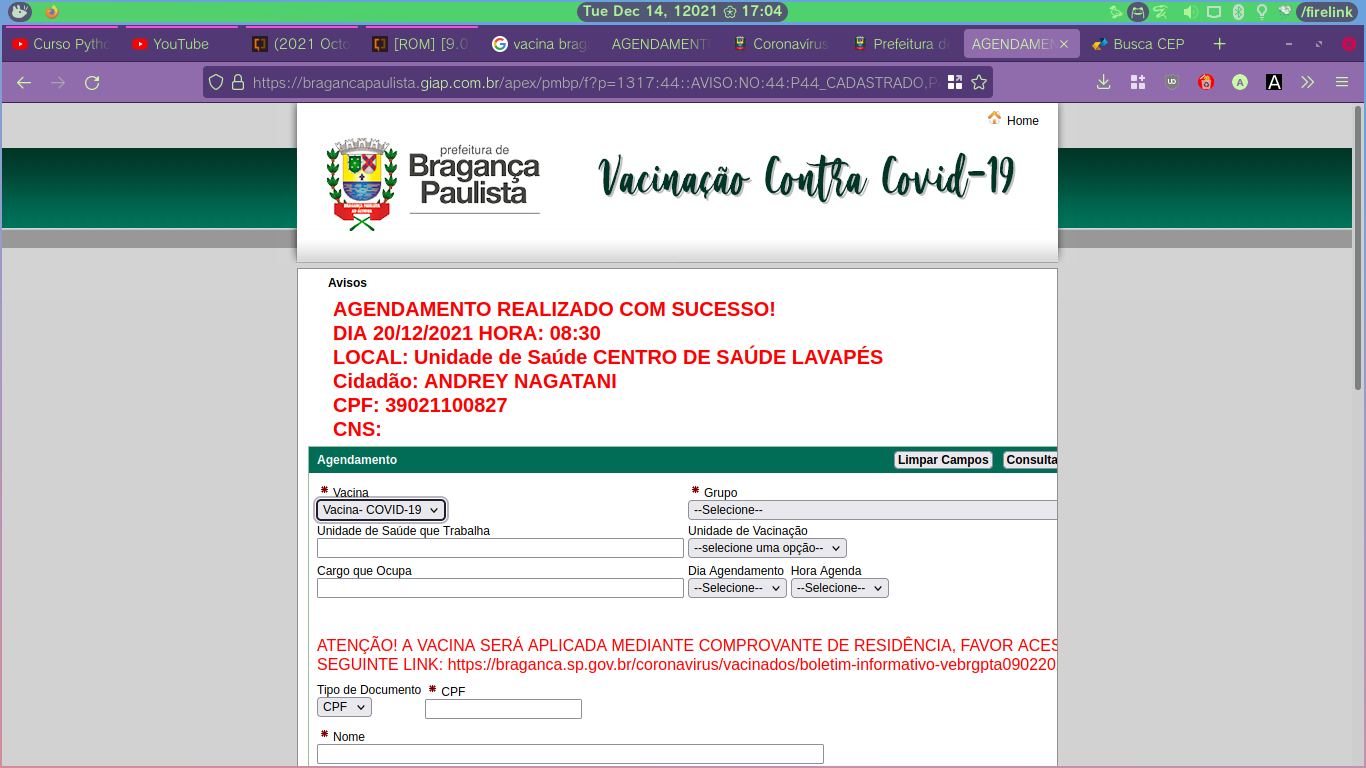 Tue Dec 14, 12021 17:04
/firelink
Curso Pytho
YouTube
(2021 Octo
[ROM] [9.0
vacina braga
AGENDAMENT
Coronavirus
Prefeitura de
AGENDAMEN
Busca CEP
https://bragancapaulista.giap.com.br/apex/pmbp/f?p=1317:44::AVISO:NO:44:P44_CADASTRADO,P
Home
prefeitura de
Bragança
Paulista
Vacinação Contra Covid-19
Avisos
AGENDAMENTO REALIZADO COM SUCESSO!
DIA 20/12/2021 HORA: 08:30
LOCAL: Unidade de Saúde CENTRO DE SAÚDE LAVAPÉS
Cidadão: ANDREY NAGATANI
CPF: 39021100827
CNS:
Agendamento Limpar Campos Consulta
* Vacina * Grupo
Vacina- COVID-19 --Selecione--
Unidade de Saúde que Trabalha Unidade de Vacinação
--selecione uma opção--
Cargo que Ocupa Dia Agendamento Hora Agenda
--Selecione-- --Selecione--
ATENÇÃO! A VACINA SERÁ APLICADA MEDIANTE COMPROVANTE DE RESIDÊNCIA, FAVOR ACES
SEGUINTE LINK: https://braganca.sp.gov.br/coronavirus/vacinados/boletim-informativo-vebrgpta090220
Tipo de Documento * CPF
CPF
* Nome